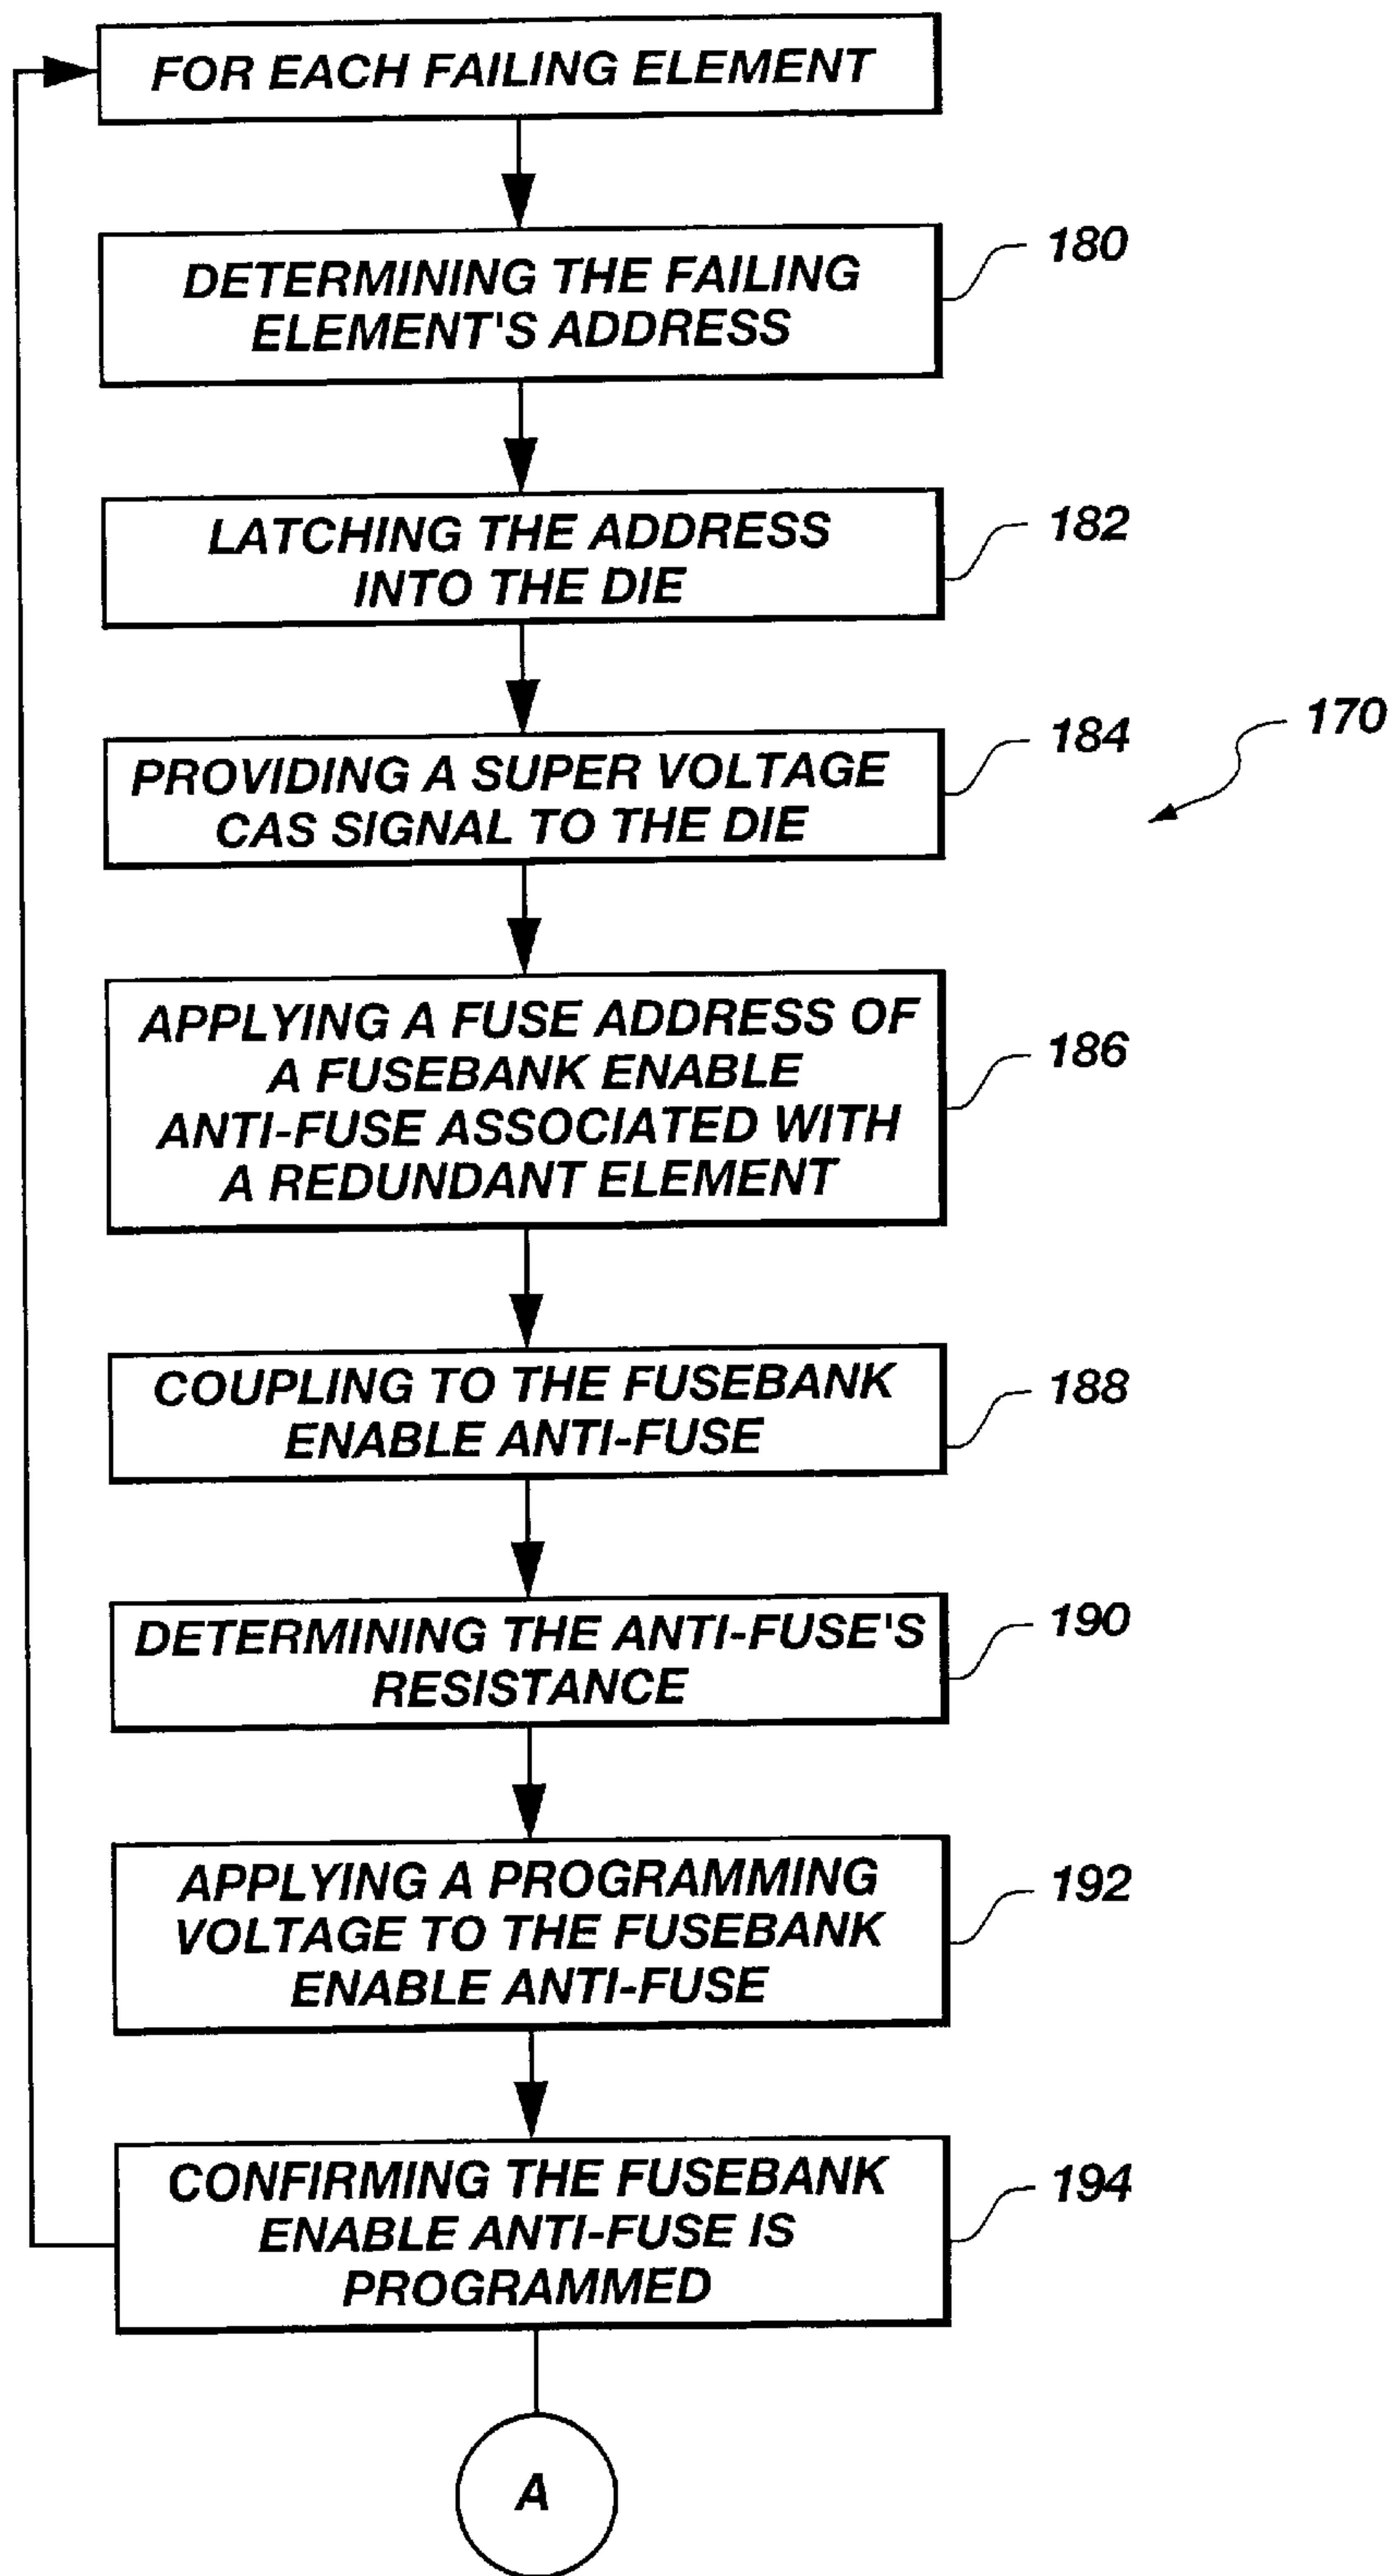 FOR EACH FAILING ELEMENT
DETERMINING THE FAILING
ELEMENT'S ADDRESS
180
LATCHING THE ADDRESS
INTO THE DIE
182
PROVIDING A SUPER VOLTAGE
CAS SIGNAL TO THE DIE
184
170
APPLYING A FUSE ADDRESS OF
A FUSEBANK ENABLE
ANTI-FUSE ASSOCIATED WITH
A REDUNDANT ELEMENT
186
COUPLING TO THE FUSEBANK
ENABLE ANTI-FUSE
188
DETERMINING THE ANTI-FUSE'S
RESISTANCE
190
APPLYING A PROGRAMMING
VOLTAGE TO THE FUSEBANK
ENABLE ANTI-FUSE
192
CONFIRMING THE FUSEBANK
ENABLE ANTI-FUSE IS
PROGRAMMED
194
A